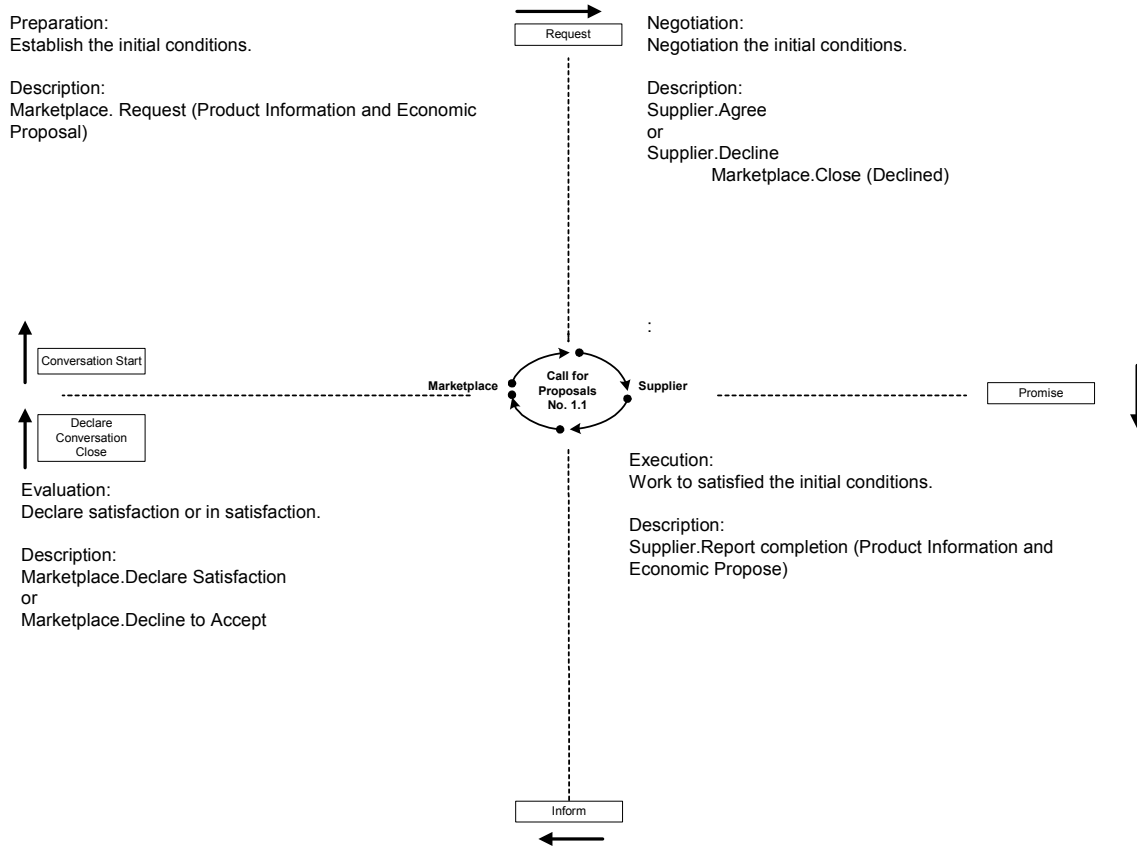 Preparation:
Establish the initial conditions.
Description:
Marketplace. Request (Product Information and Economic
Proposal)
Request
Negotiation:
Negotiation the initial conditions.
Description:
Supplier.Agree
or
Supplier.Decline
Marketplace.Close (Declined)
:
Conversation Start
Marketplace
Call for
Proposals
No. 1.1
Supplier
Promise
Declare
Conversation
Close
Evaluation:
Declare satisfaction or in satisfaction.
Description:
Marketplace.Declare Satisfaction
or
Marketplace.Decline to Accept
Execution:
Work to satisfied the initial conditions.
Description:
Supplier.Report completion (Product Information and
Economic Propose)
Inform